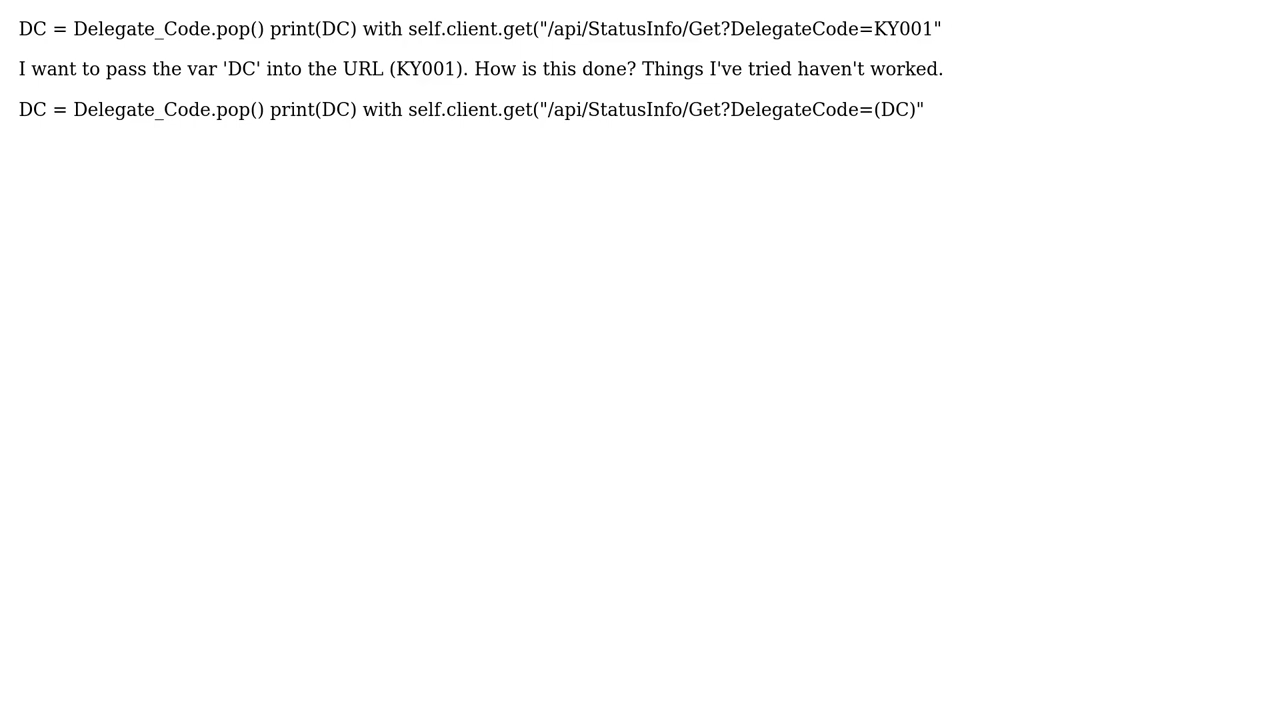 DC = Delegate_Code.pop() print(DC) with self.client.get("/api/StatusInfo/Get?DelegateCode=KY001"
I want to pass the var 'DC' into the URL (KY001). How is this done? Things I've tried haven't worked.
DC = Delegate_Code.pop() print(DC) with self.client.get("/api/StatusInfo/Get?DelegateCode=(DC)"